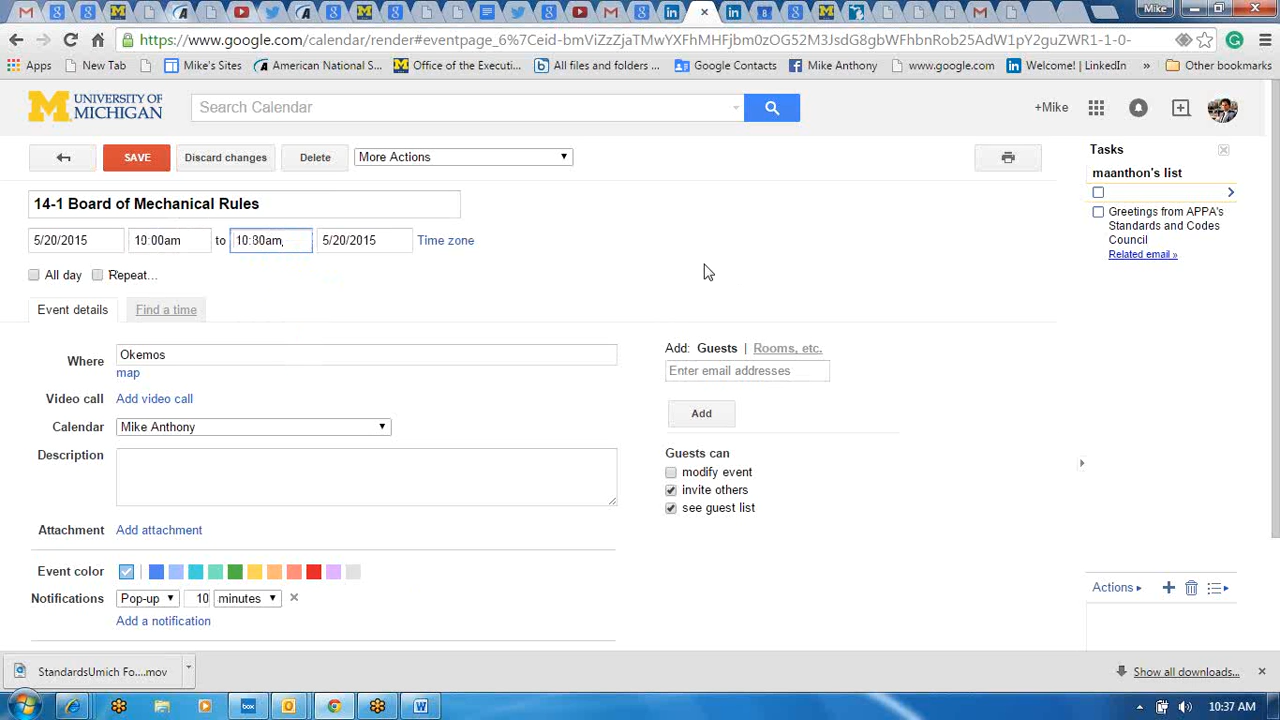 Mike
https://www.google.com/calendar/render#eventpage_6%7Ceid-bmViZzZjaTMwYXFhMHFjbm0zOG52M3JsdG8gbWFhbnRob25AdW1pY2guZWR1-1-0-
Apps New Tab Mike's Sites American National S... Office of the Executi... All files and folders ... Google Contacts Mike Anthony www.google.com Welcome! | LinkedIn » Other bookmarks
UNIVERSITY OF MICHIGAN
Search Calendar
+Mike
SAVE Discard changes Delete More Actions
14-1 Board of Mechanical Rules
5/20/2015 10:00am to 10:30am, 5/20/2015 Time zone
All day Repeat...
Event details Find a time
Where Okemos
map
Video call Add video call
Calendar Mike Anthony
Description
Attachment Add attachment
Event color
Notifications Pop-up 10 minutes
Add a notification
Add: Guests | Rooms, etc.
Enter email addresses
Add
Guests can
modify event
invite others
see guest list
Tasks
maanthon's list
Greetings from APPA's
Standards and Codes
Council
Related email »
Actions
StandardsUmich Fo....mov Show all downloads...
10:37 AM